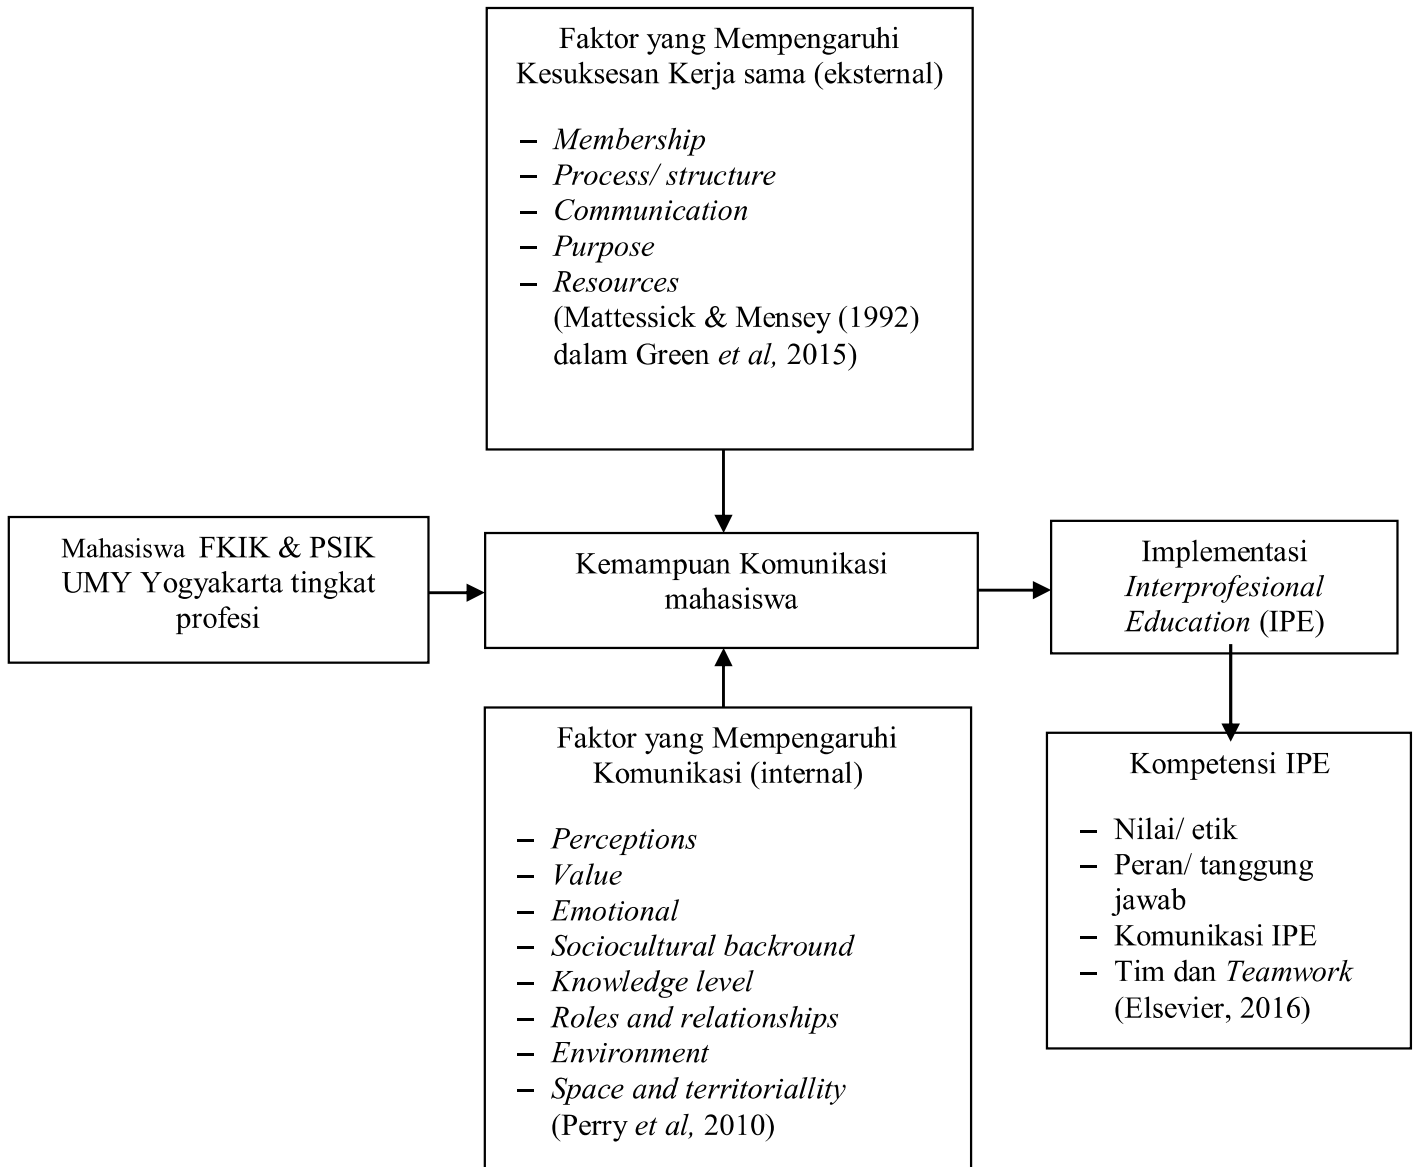 Faktor yang Mempengaruhi
Kesuksesan Kerja sama (eksternal)
– Membership
– Process/ structure
– Communication
– Purpose
– Resources
(Mattessick & Mensey (1992)
dalam Green et al, 2015)
Mahasiswa FKIK & PSIK
UMY Yogyakarta tingkat
profesi
Kemampuan Komunikasi
mahasiswa
Implementasi
Interprofesional
Education (IPE)
Faktor yang Mempengaruhi
Komunikasi (internal)
– Perceptions
– Value
– Emotional
– Sociocultural backround
– Knowledge level
– Roles and relationships
– Environment
– Space and territoriallity
(Perry et al, 2010)
Kompetensi IPE
– Nilai/ etik
– Peran/ tanggung
jawab
– Komunikasi IPE
– Tim dan Teamwork
(Elsevier, 2016)